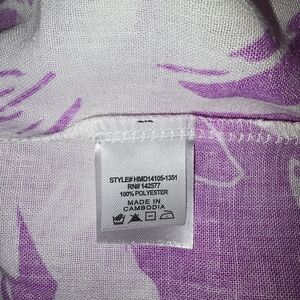 STYLE#HMD14105-1351
RN#142577
100% POLYESTER
MADE IN
CAMBODIA